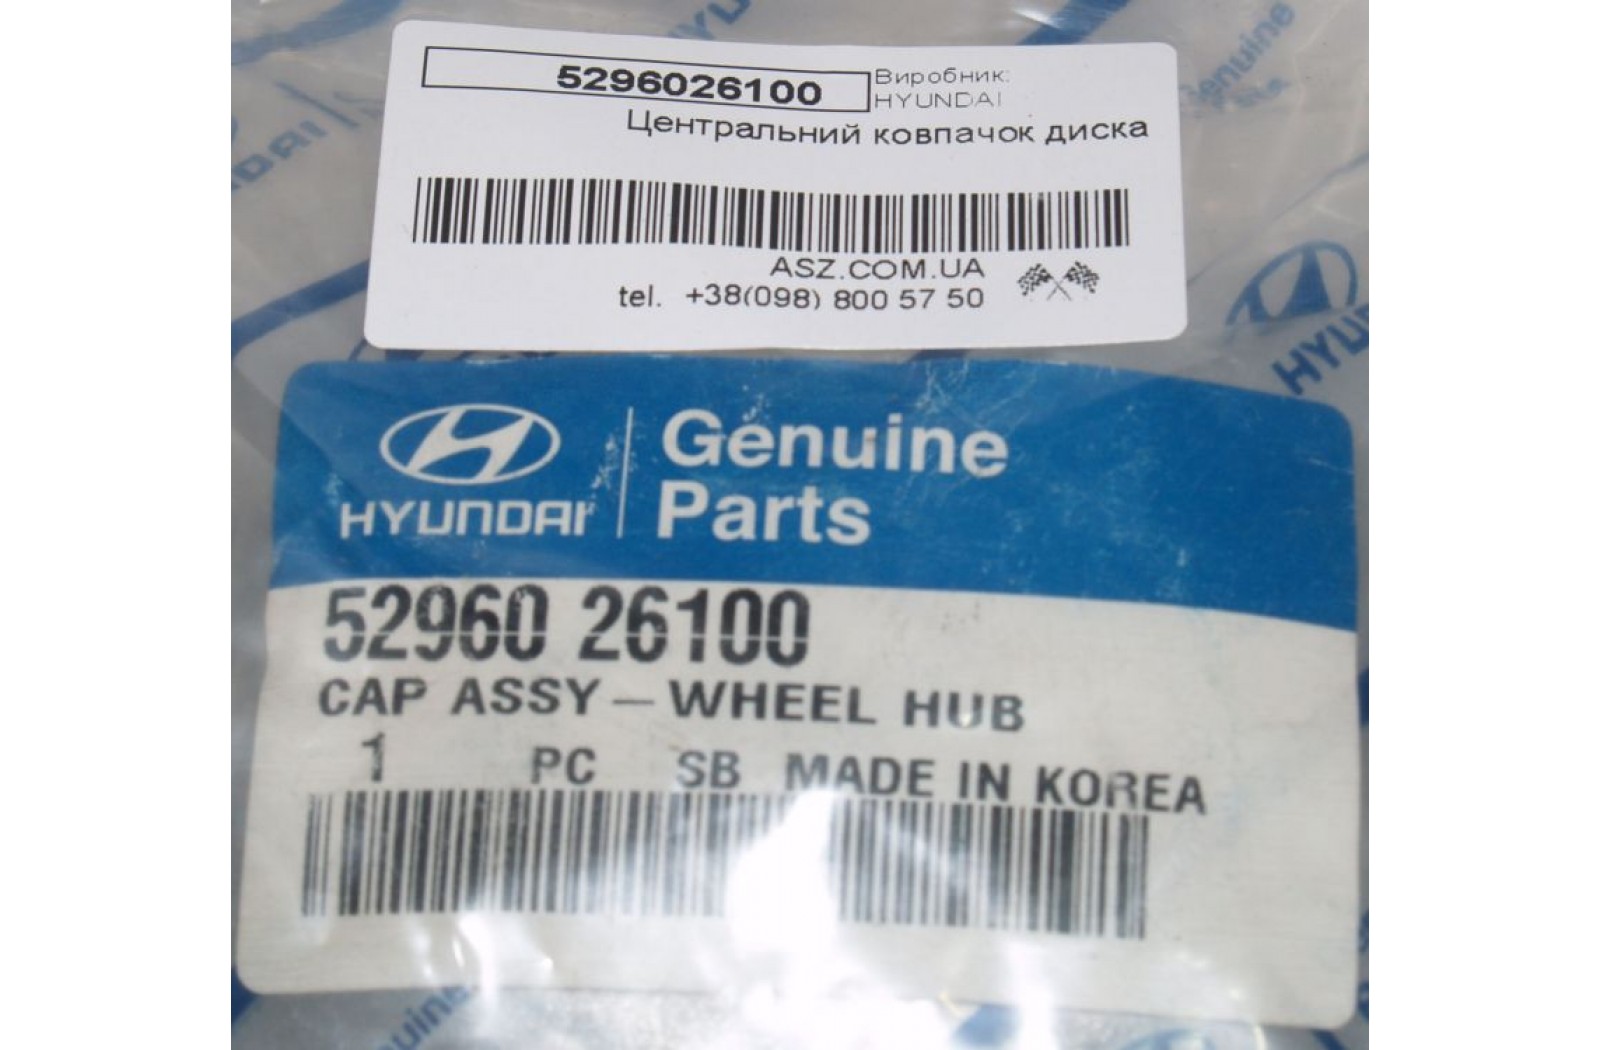 5296026100
Виробник:
HYUNDAI
Центральний ковпачок диска
ASZ.COM.UA
tel. +38(098) 800 57 50
HYUNDAI
Genuine
Parts
52960 26100
CAP ASSY - WHEEL HUB
1 PC SB MADE IN KOREA